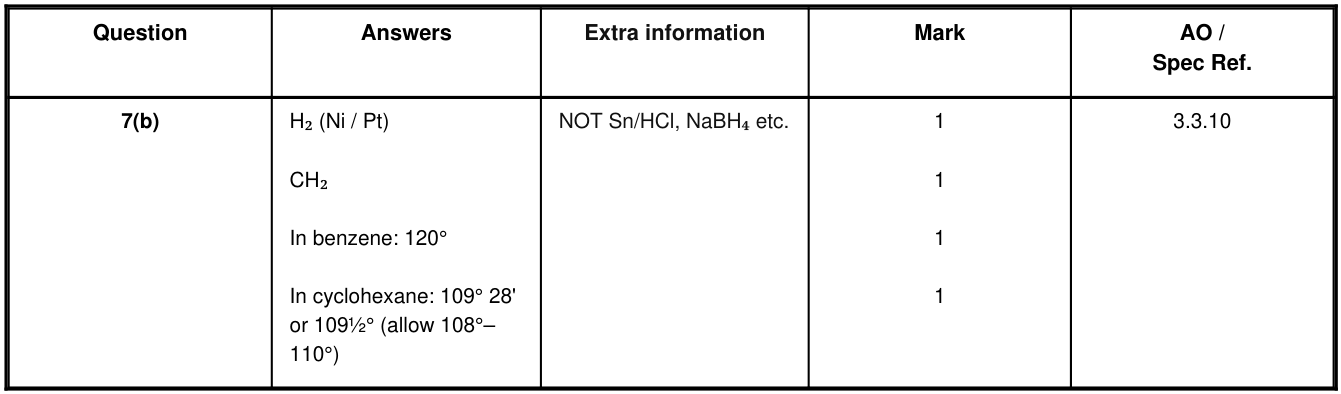 Question Answers Extra information Mark AO /
Spec Ref.
7(b) H₂ (Ni / Pt) NOT Sn/HCl, NaBH₄ etc. 1 3.3.10
CH₂ 1
In benzene: 120° 1
In cyclohexane: 109° 28' 1
or 109½° (allow 108°–
110°)